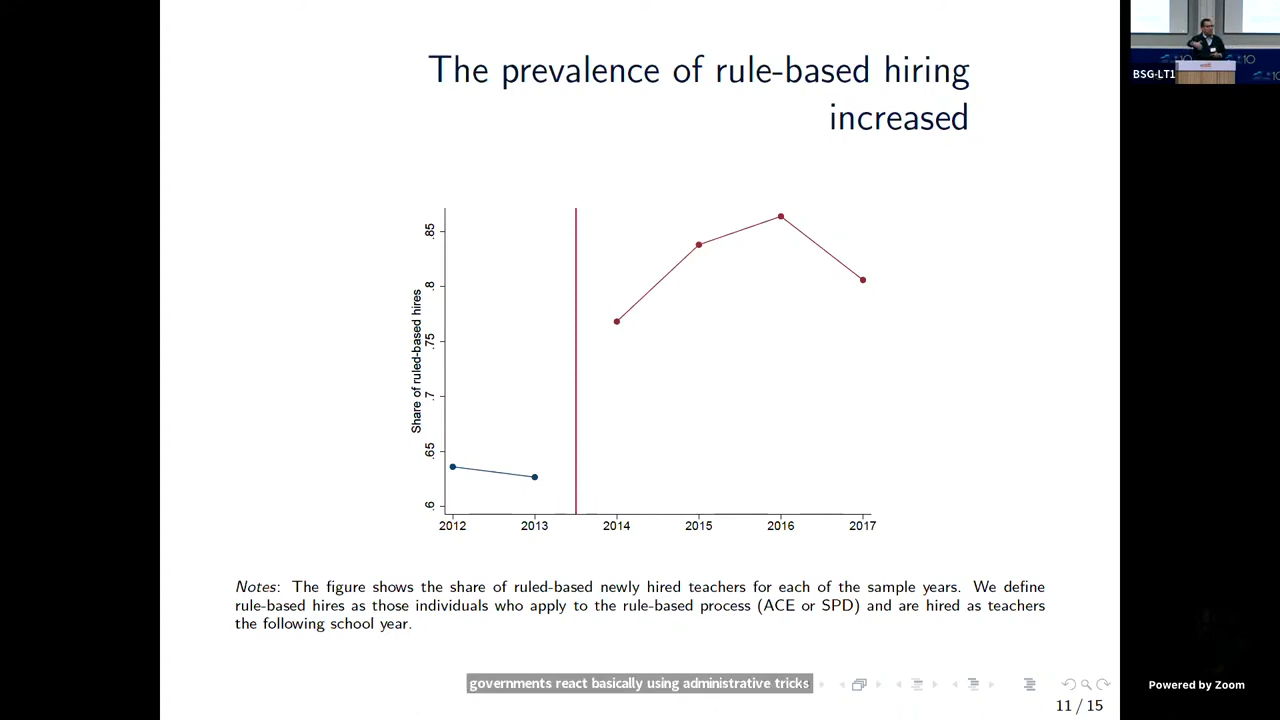 The prevalence of rule-based hiring
increased
BSG-LT1
Share of ruled-based hires
.85
.8
.75
.7
.65
.6
2012 2013 2014 2015 2016 2017
Notes: The figure shows the share of ruled-based newly hired teachers for each of the sample years. We define
rule-based hires as those individuals who apply to the rule-based process (ACE or SPD) and are hired as teachers
the following school year.
governments react basically using administrative tricks
11 / 15
Powered by Zoom